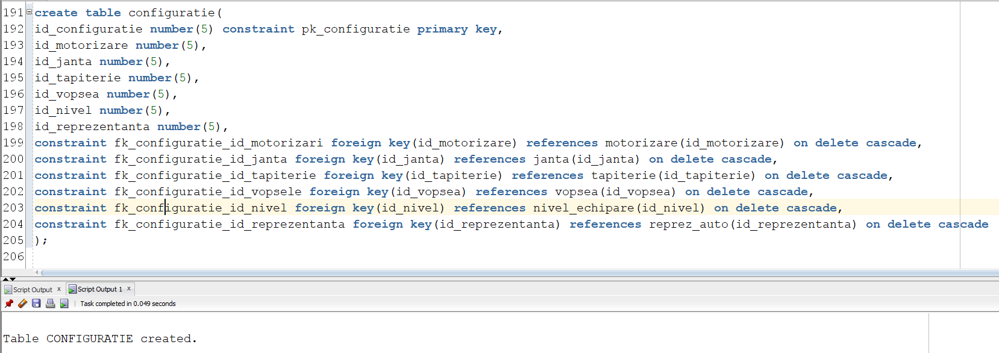 191 create table configuratie(
192 id_configuratie number(5) constraint pk_configuratie primary key,
193 id_motorizare number(5),
194 id_janta number(5),
195 id_tapiterie number(5),
196 id_vopsea number(5),
197 id_nivel number(5),
198 id_reprezentanta number(5),
199 constraint fk_configuratie_id_motorizari foreign key(id_motorizare) references motorizare(id_motorizare) on delete cascade,
200 constraint fk_configuratie_id_janta foreign key(id_janta) references janta(id_janta) on delete cascade,
201 constraint fk_configuratie_id_tapiterie foreign key(id_tapiterie) references tapiterie(id_tapiterie) on delete cascade,
202 constraint fk_configuratie_id_vopsele foreign key(id_vopsea) references vopsea(id_vopsea) on delete cascade,
203 constraint fk_configuratie_id_nivel foreign key(id_nivel) references nivel_echipare(id_nivel) on delete cascade,
204 constraint fk_configuratie_id_reprezentanta foreign key(id_reprezentanta) references reprez_auto(id_reprezentanta) on delete cascade
205 );
206
Script Output x Script Output 1 x
Task completed in 0.049 seconds
Table CONFIGURATIE created.